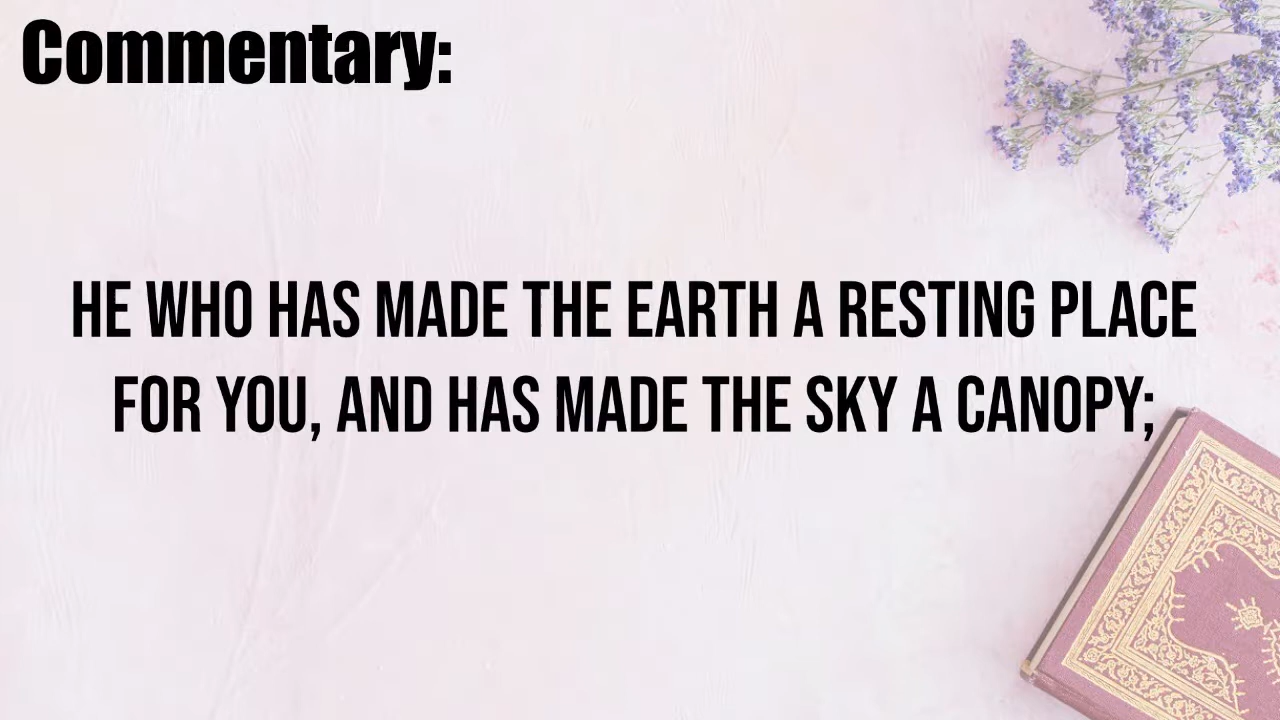 Commentary:
HE WHO HAS MADE THE EARTH A RESTING PLACE
FOR YOU, AND HAS MADE THE SKY A CANOPY;